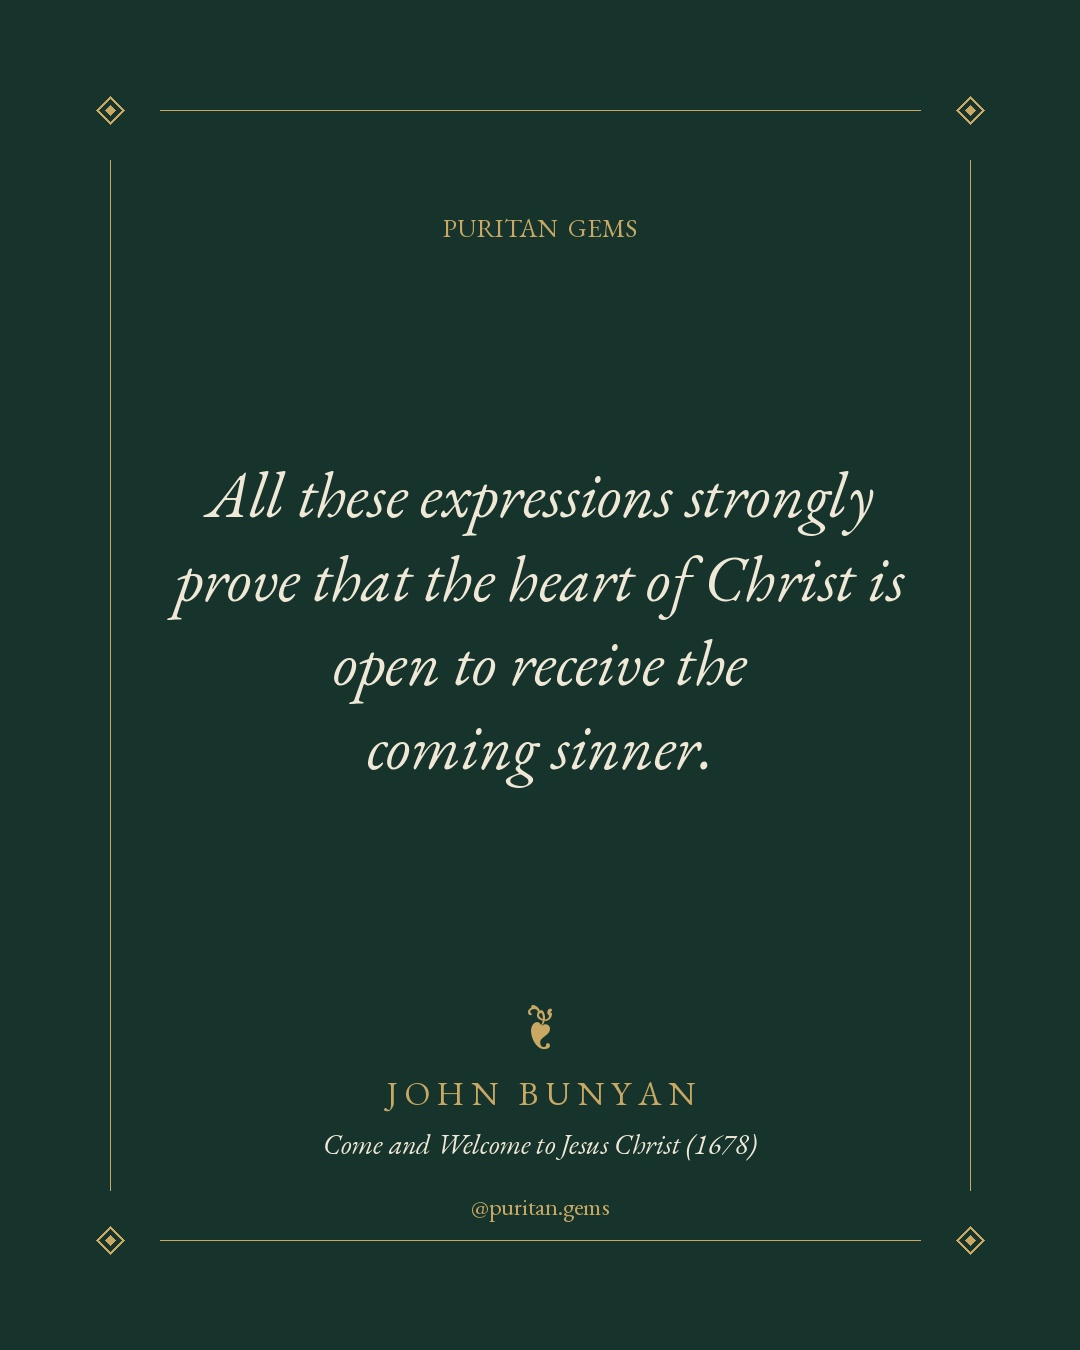 PURITAN GEMS
All these expressions strongly
prove that the heart of Christ is
open to receive the
coming sinner.
JOHN BUNYAN
Come and Welcome to Jesus Christ (1678)
@puritan.gems